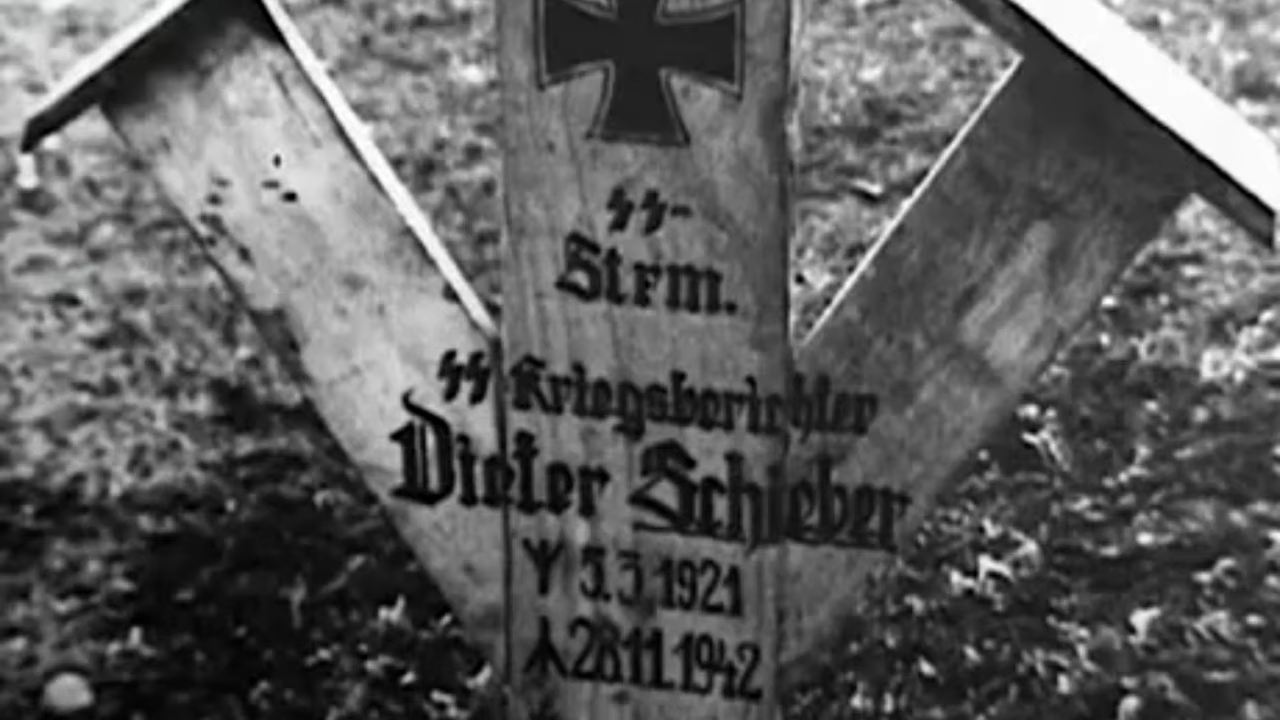 ᛋᛋ-
Strm.
ᛋᛋ Kriegsberichter
Dieter Schieber
ᛉ 5.3.1921
ᛣ 28.11.1942